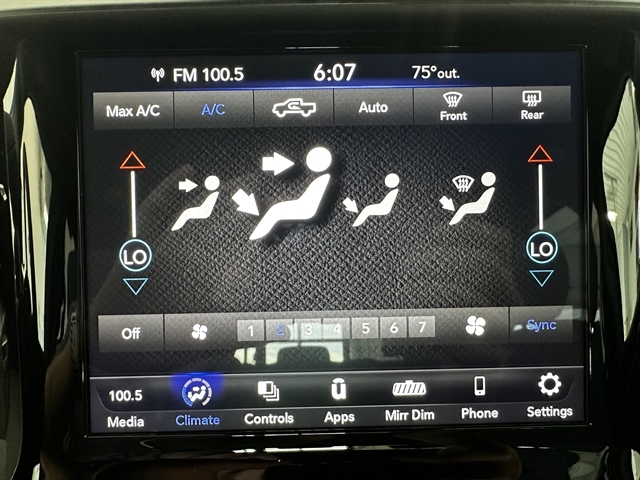 FM 100.5 6:07 75°out.
Max A/C A/C Auto Front Rear
LO LO
Off 1 2 3 4 5 6 7 Sync
100.5
Media Climate Controls Apps Mirr Dim Phone Settings